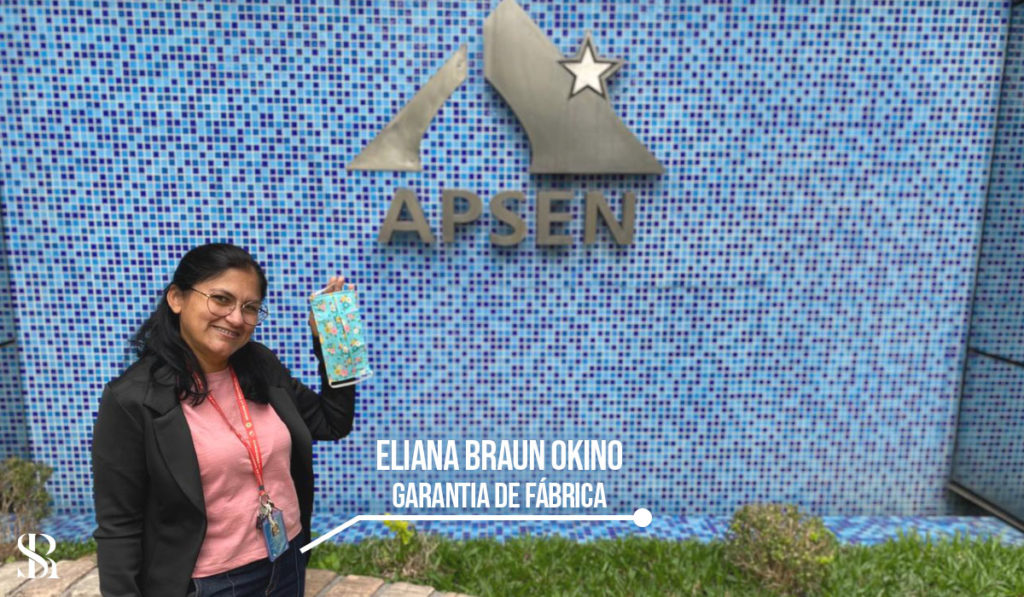 APSEN
ELIANA BRAUN OKINO
GARANTIA DE FÁBRICA